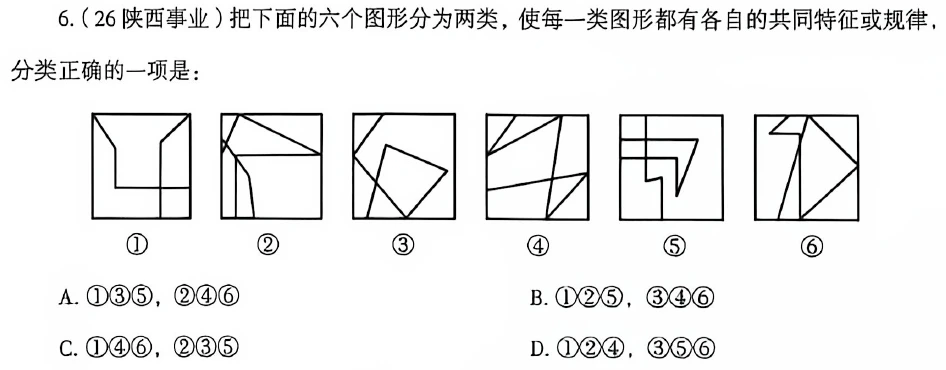 6.（26 陕西事业）把下面的六个图形分为两类，使每一类图形都有各自的共同特征或规律，
分类正确的一项是：
① ② ③ ④ ⑤ ⑥
A. ①③⑤，②④⑥ B. ①②⑤，③④⑥
C. ①④⑥，②③⑤ D. ①②④，③⑤⑥